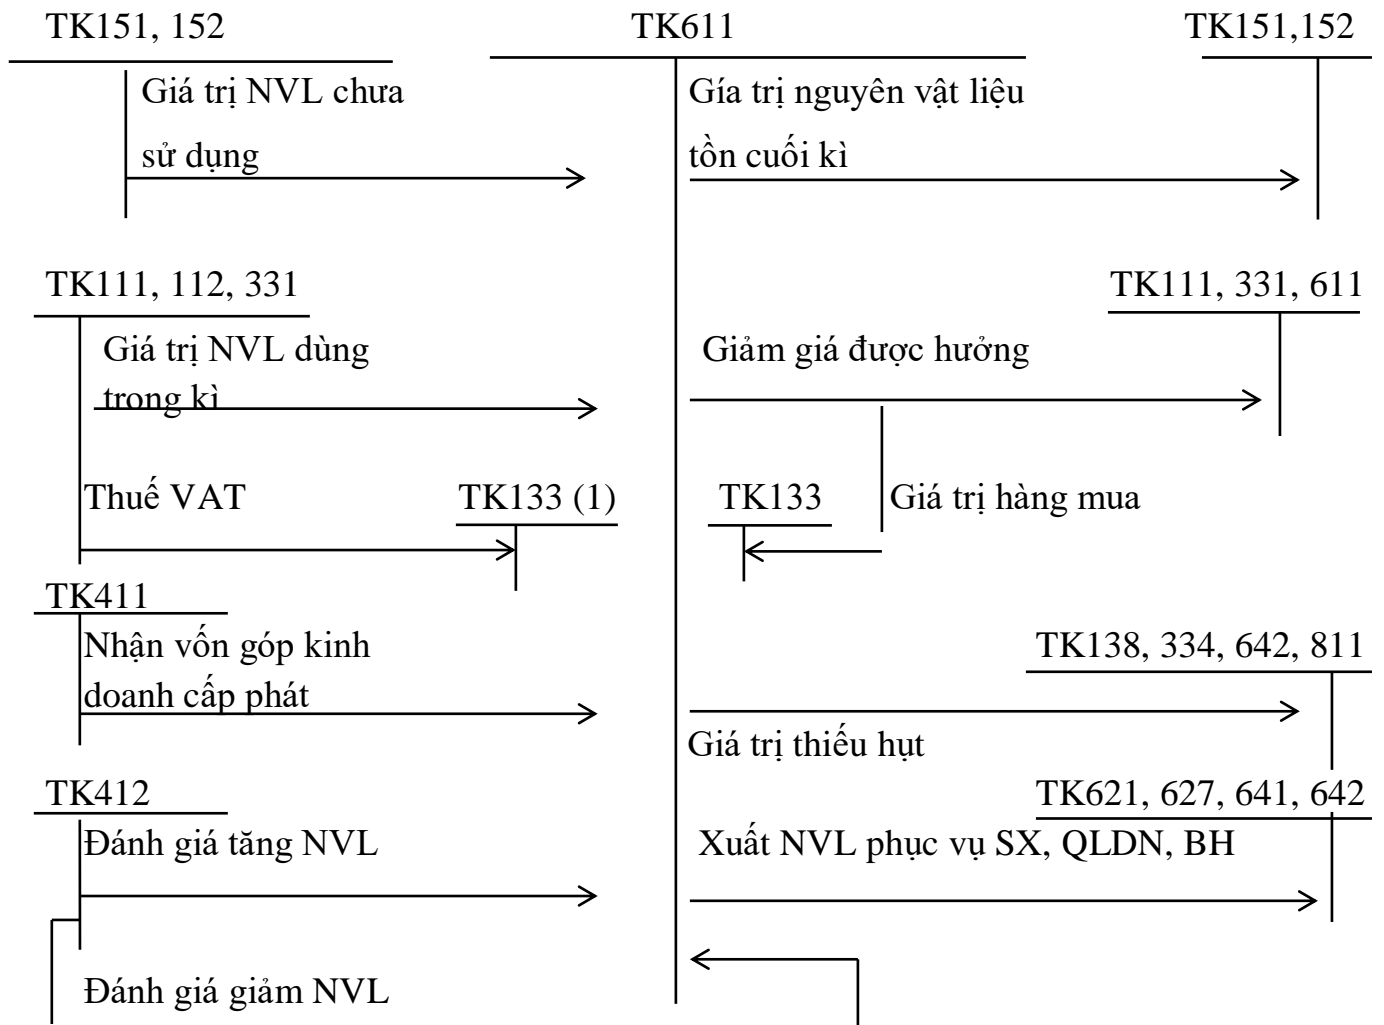 TK151, 152 TK611 TK151,152
Giá trị NVL chưa Gía trị nguyên vật liệu
sử dụng tồn cuối kì
TK111, 112, 331 TK111, 331, 611
Giá trị NVL dùng Giảm giá được hưởng
trong kì
Thuế VAT TK133 (1) TK133 Giá trị hàng mua
TK411
Nhận vốn góp kinh TK138, 334, 642, 811
doanh cấp phát
Giá trị thiếu hụt
TK412 TK621, 627, 641, 642
Đánh giá tăng NVL Xuất NVL phục vụ SX, QLDN, BH
Đánh giá giảm NVL